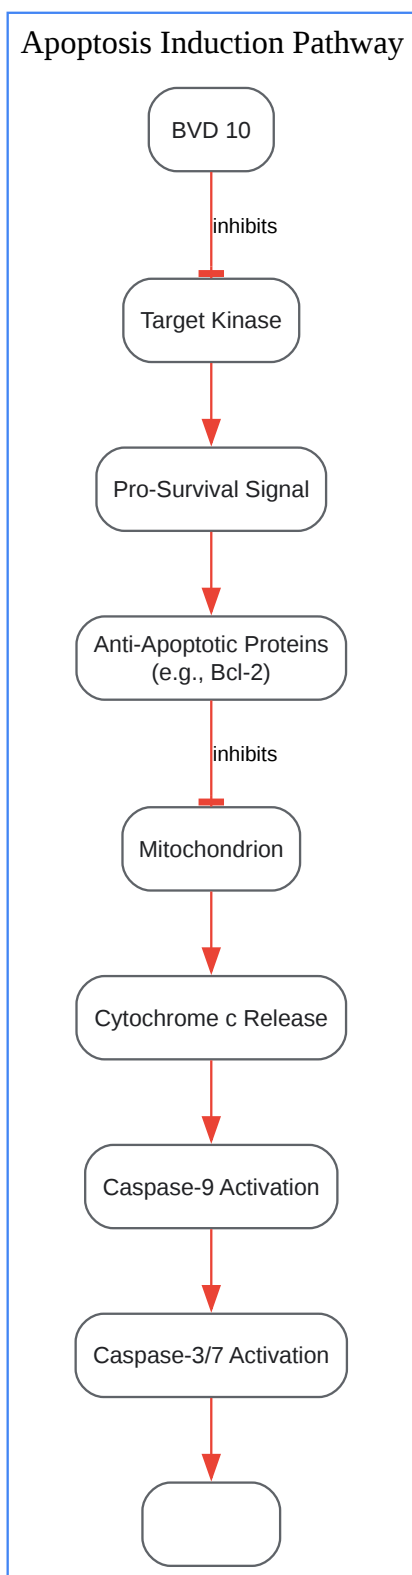 Apoptosis Induction Pathway
BVD 10
inhibits
Target Kinase
Pro-Survival Signal
Anti-Apoptotic Proteins
(e.g., Bcl-2)
inhibits
Mitochondrion
Cytochrome c Release
Caspase-9 Activation
Caspase-3/7 Activation